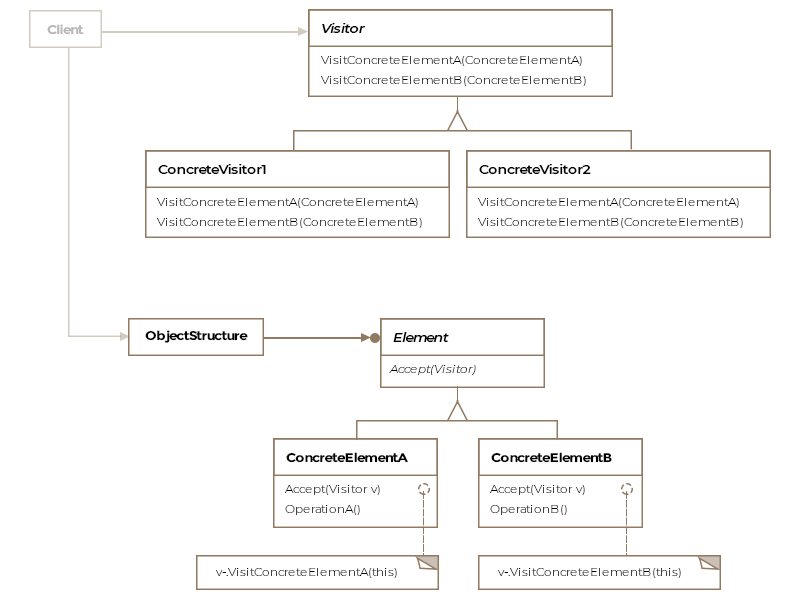 Client
Visitor
VisitConcreteElementA(ConcreteElementA)
VisitConcreteElementB(ConcreteElementB)
ConcreteVisitor1
VisitConcreteElementA(ConcreteElementA)
VisitConcreteElementB(ConcreteElementB)
ConcreteVisitor2
VisitConcreteElementA(ConcreteElementA)
VisitConcreteElementB(ConcreteElementB)
ObjectStructure
Element
Accept(Visitor)
ConcreteElementA
Accept(Visitor v)
OperationA()
ConcreteElementB
Accept(Visitor v)
OperationB()
v-.VisitConcreteElementA(this)
v-.VisitConcreteElementB(this)